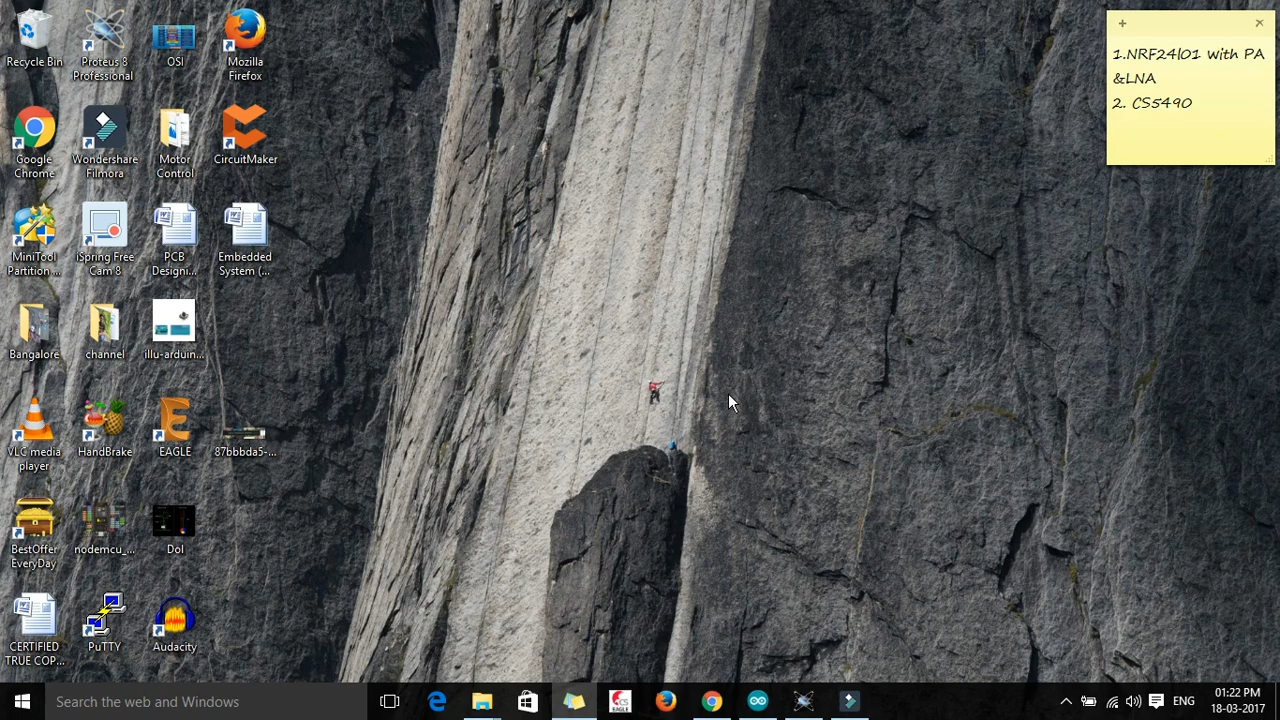 Recycle Bin
Proteus 8
Professional
OSI
Mozilla
Firefox
Google
Chrome
Wondershare
Filmora
Motor
Control
CircuitMaker
MiniTool
Partition ...
iSpring Free
Cam 8
PCB
Designi...
Embedded
System (...
Bangalore
channel
illu-arduin...
VLC media
player
HandBrake
EAGLE
87bbbda5-...
BestOffer
EveryDay
nodemcu_...
Dol
CERTIFIED
TRUE COP...
PuTTY
Audacity
1.NRF24l01 with PA
&LNA
2. CS5490
Search the web and Windows
CS
EAGLE
ENG
01:22 PM
18-03-2017